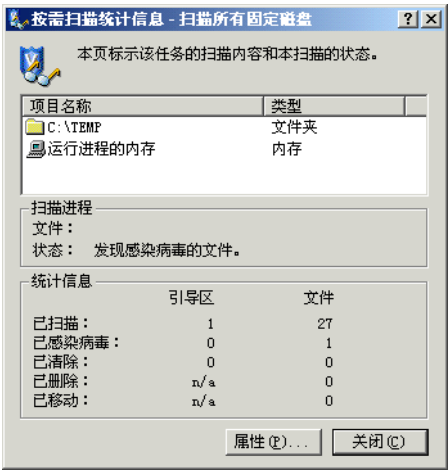 按需扫描统计信息 - 扫描所有固定磁盘
本页标示该任务的扫描内容和本扫描的状态。
项目名称 类型
C:\TEMP 文件夹
运行进程的内存 内存
扫描进程
文件：
状态： 发现感染病毒的文件。
统计信息
引导区 文件
已扫描： 1 27
已感染病毒： 0 1
已清除： 0 0
已删除： n/a 0
已移动： n/a 0
属性(P)... 关闭(C)